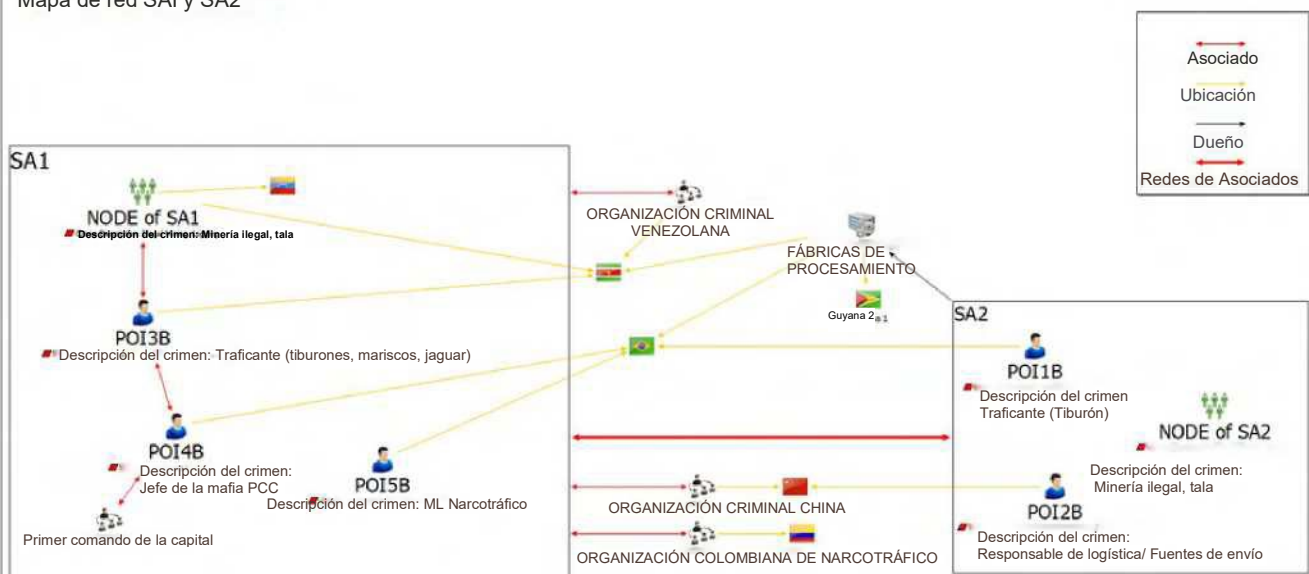 Mapa de red SAI y SA2
Asociado
Ubicación
Dueño
Redes de Asociados
SA1
NODE of SA1
Descripción del crimen: Minería ilegal, tala
POI3B
Descripción del crimen: Traficante (tiburones, mariscos, jaguar)
POI4B
Descripción del crimen:
Jefe de la mafia PCC
Primer comando de la capital
POI5B
Descripción del crimen: ML Narcotráfico
ORGANIZACIÓN CRIMINAL
VENEZOLANA
FÁBRICAS DE
PROCESAMIENTO
Guyana 2
ORGANIZACIÓN CRIMINAL CHINA
ORGANIZACIÓN COLOMBIANA DE NARCOTRÁFICO
SA2
POI1B
Descripción del crimen
Traficante (Tiburón)
NODE of SA2
Descripción del crimen:
Minería ilegal, tala
POI2B
Descripción del crimen:
Responsable de logística/ Fuentes de envío